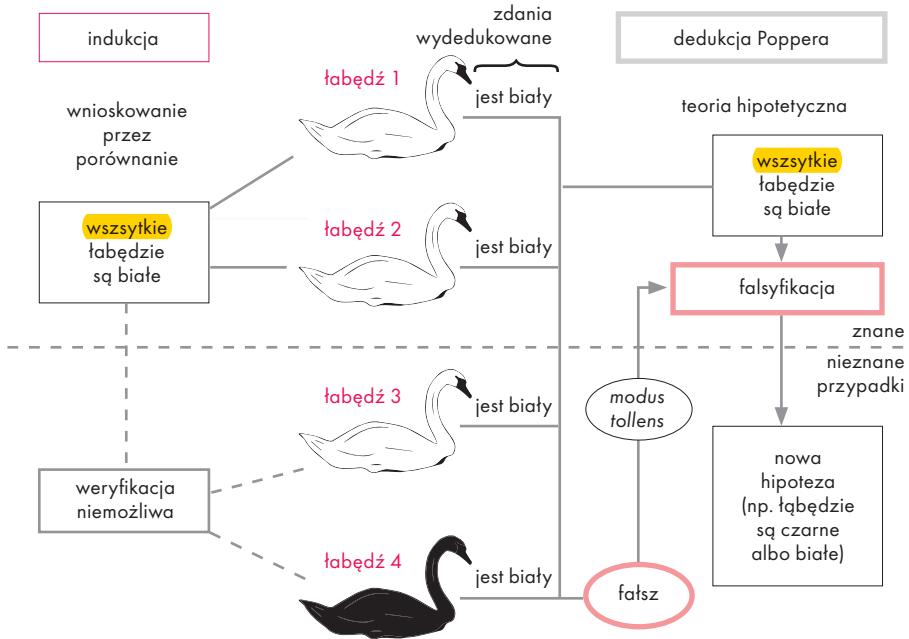 indukcja
wnioskowanie
przez
porównanie
wszsytkie
łabędzie
są białe
weryfikacja
niemożliwa
zdania
wydedukowane
łabędź 1
jest biały
łabędź 2
jest biały
łabędź 3
jest biały
łabędź 4
jest biały
dedukcja Poppera
teoria hipotetyczna
wszsytkie
łabędzie
są białe
falsyfikacja
znane
nieznane
przypadki
modus
tollens
nowa
hipoteza
(np. łąbędzie
są czarne
albo białe)
fałsz